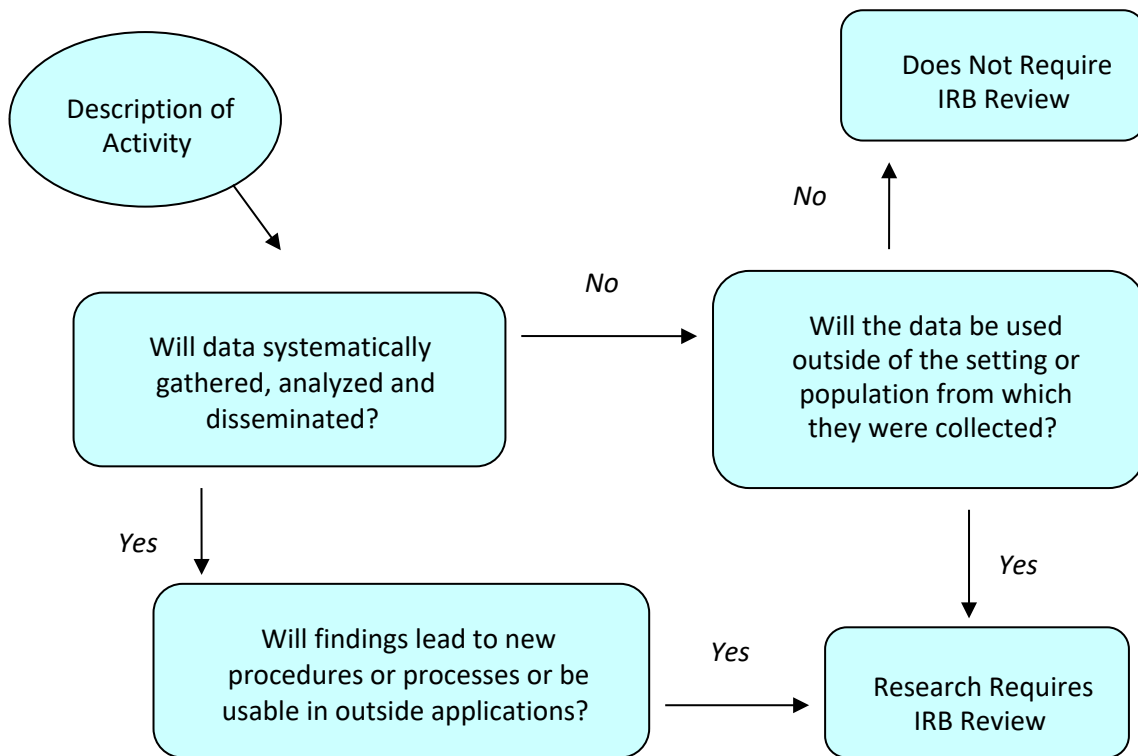 Description of
Activity
Does Not Require
IRB Review
No
No
Will data systematically
gathered, analyzed and
disseminated?
Will the data be used
outside of the setting or
population from which
they were collected?
Yes
Yes
Will findings lead to new
procedures or processes or be
usable in outside applications?
Yes
Research Requires
IRB Review